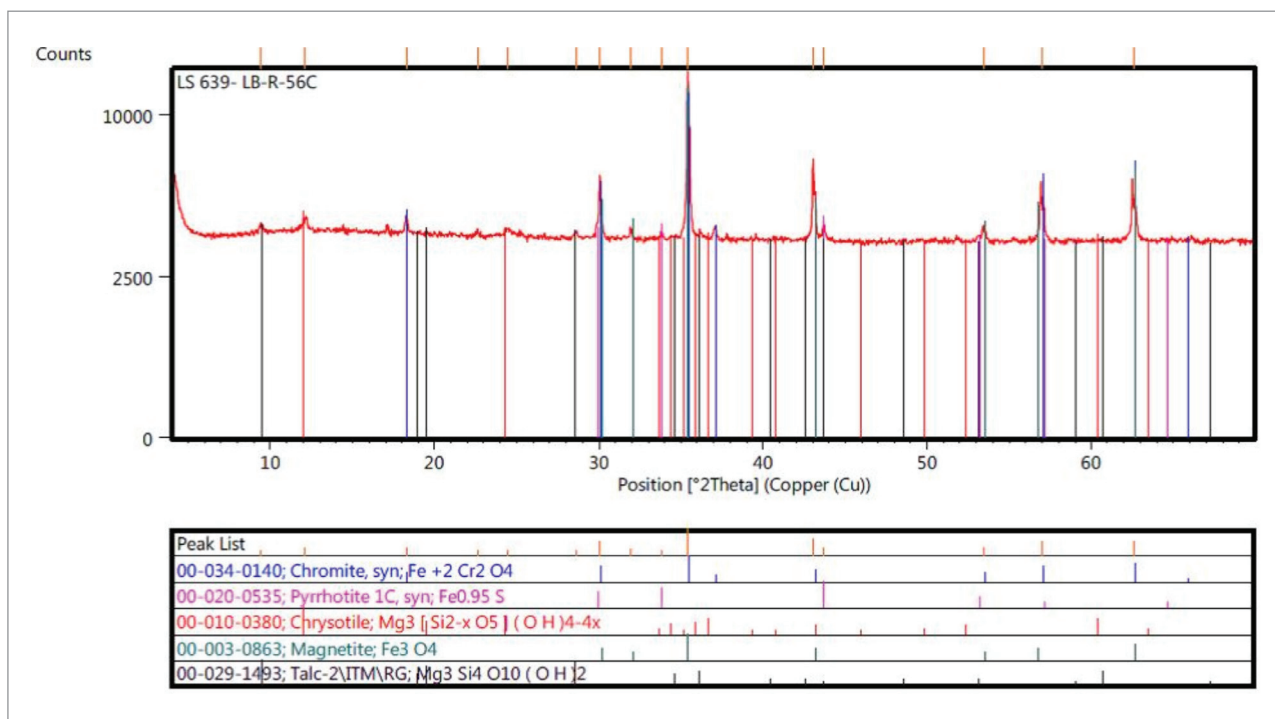 Counts
LS 639- LB-R-56C
10000
2500
0
10 20 30 40 50 60
Position [°2Theta] (Copper (Cu))
Peak List
00-034-0140; Chromite, syn; Fe +2 Cr2 O4
00-020-0535; Pyrrhotite 1C, syn; Fe0.95 S
00-010-0380; Chrysotile; Mg3 [ Si2-x O5 ] ( O H )4-4x
00-003-0863; Magnetite; Fe3 O4
00-029-1493; Talc-2\ITM\RG; Mg3 Si4 O10 ( O H )2